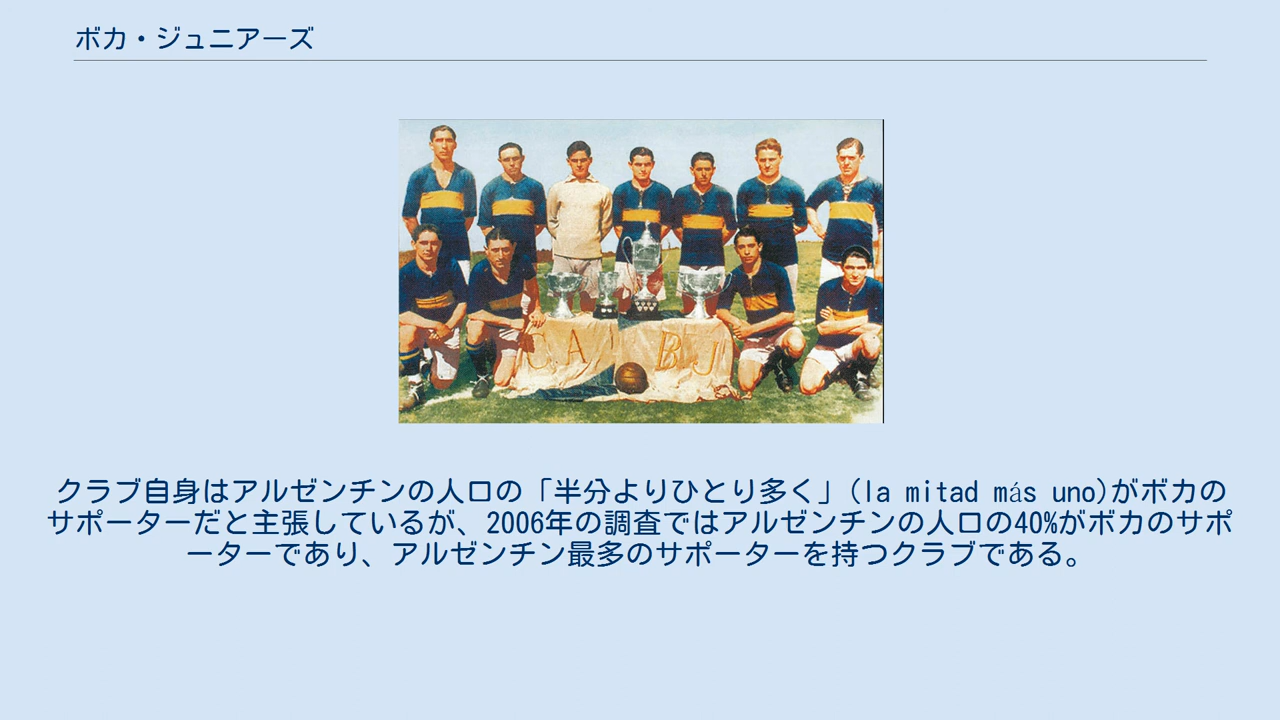 ボカ・ジュニアーズ
C A B J
クラブ自身はアルゼンチンの人口の「半分よりひとり多く」(la mitad más uno)がボカの
サポーターだと主張しているが、2006年の調査ではアルゼンチンの人口の40%がボカのサポ
ーターであり、アルゼンチン最多のサポーターを持つクラブである。